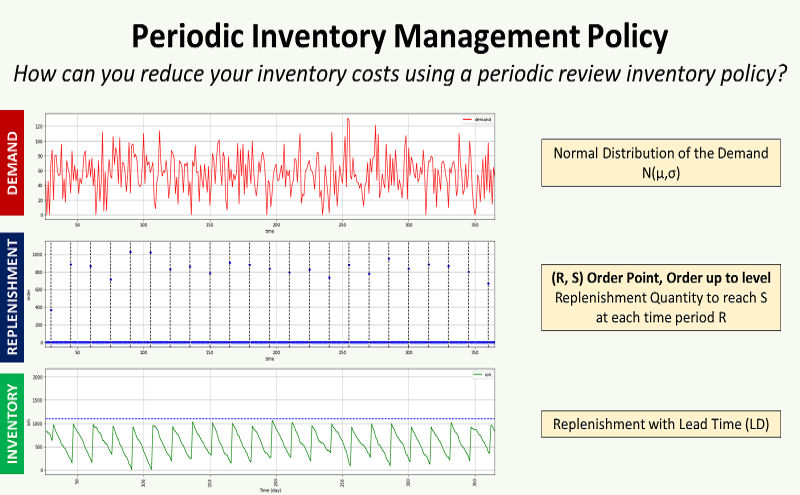 Periodic Inventory Management Policy
How can you reduce your inventory costs using a periodic review inventory policy?
DEMAND
demand
120
100
80
60
40
20
0
50
100
150
200
250
300
350
time
Normal Distribution of the Demand
N(μ,σ)
REPLENISHMENT
order
1000
800
600
400
200
0
50
100
150
200
250
300
350
time
(R, S) Order Point, Order up to level
Replenishment Quantity to reach S
at each time period R
INVENTORY
2000
1500
1000
500
0
50
100
150
200
250
300
350
Time (day)
Replenishment with Lead Time (LD)